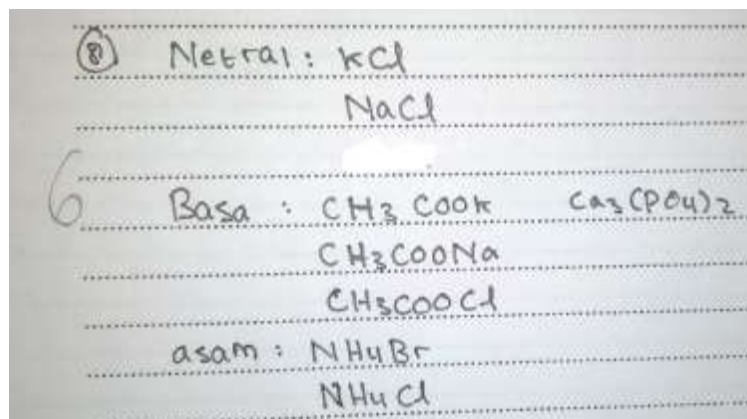 8 Netral : KCl
NaCl
6
Basa : CH3 COOK Ca3(PO4)2
CH3COONa
CH3COOCl
asam : NH4Br
NH4Cl